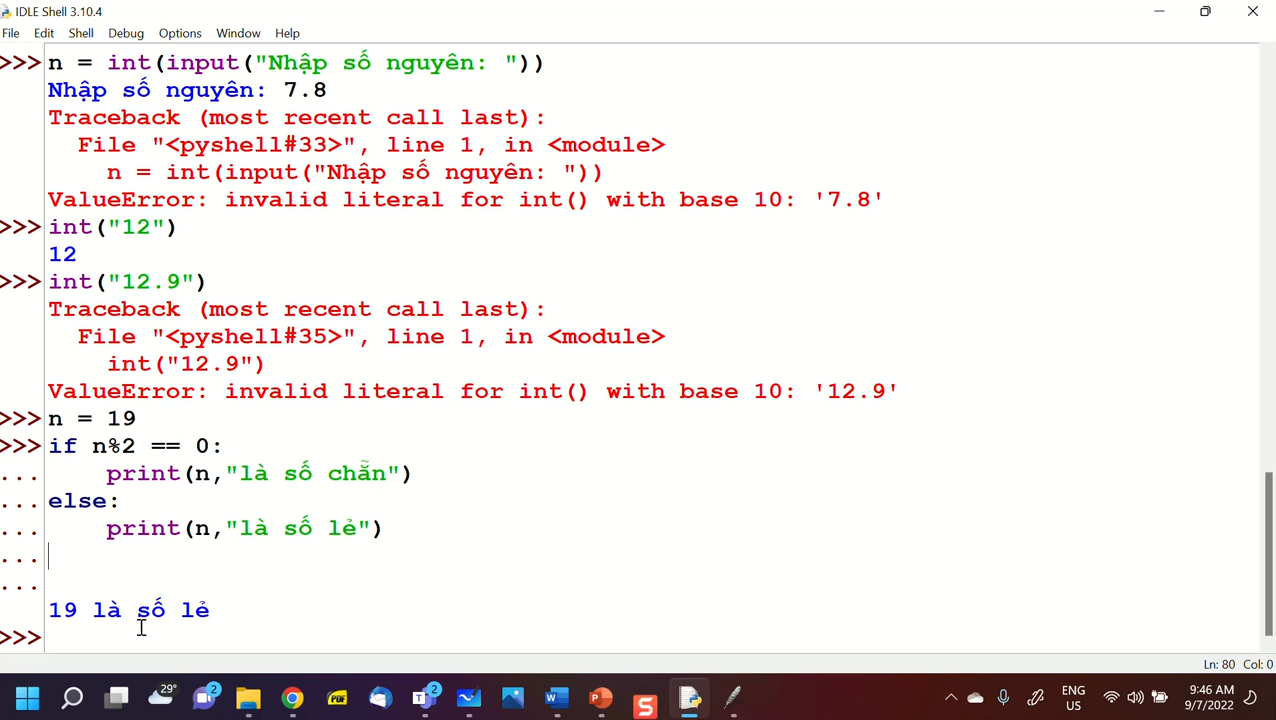 IDLE Shell 3.10.4
File Edit Shell Debug Options Window Help
>>> n = int(input("Nhập số nguyên: "))
Nhập số nguyên: 7.8
Traceback (most recent call last):
  File "<pyshell#33>", line 1, in <module>
    n = int(input("Nhập số nguyên: "))
ValueError: invalid literal for int() with base 10: '7.8'
>>> int("12")
12
>>> int("12.9")
Traceback (most recent call last):
  File "<pyshell#35>", line 1, in <module>
    int("12.9")
ValueError: invalid literal for int() with base 10: '12.9'
>>> n = 19
>>> if n%2 == 0:
...     print(n,"là số chẵn")
... else:
...     print(n,"là số lẻ")
...
...
19 là số lẻ
>>>
Ln: 80 Col: 0
29° 2 PDF 2 W P S ENG US 9:46 AM 9/7/2022